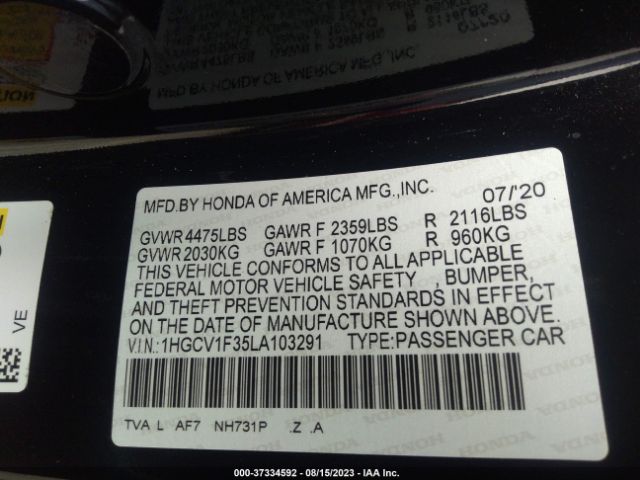 MFD.BY HONDA OF AMERICA MFG.,INC. 07/'20
GVWR 4475LBS GAWR F 2359LBS R 2116LBS
GVWR 2030KG GAWR F 1070KG R 960KG
THIS VEHICLE CONFORMS TO ALL APPLICABLE
FEDERAL MOTOR VEHICLE SAFETY , BUMPER,
AND THEFT PREVENTION STANDARDS IN EFFECT
ON THE DATE OF MANUFACTURE SHOWN ABOVE.
V.I.N.: 1HGCV1F35LA103291 TYPE:PASSENGER CAR
TVA L AF7 NH731P .Z .A
VE
000-37334592 - 08/15/2023 - IAA Inc.